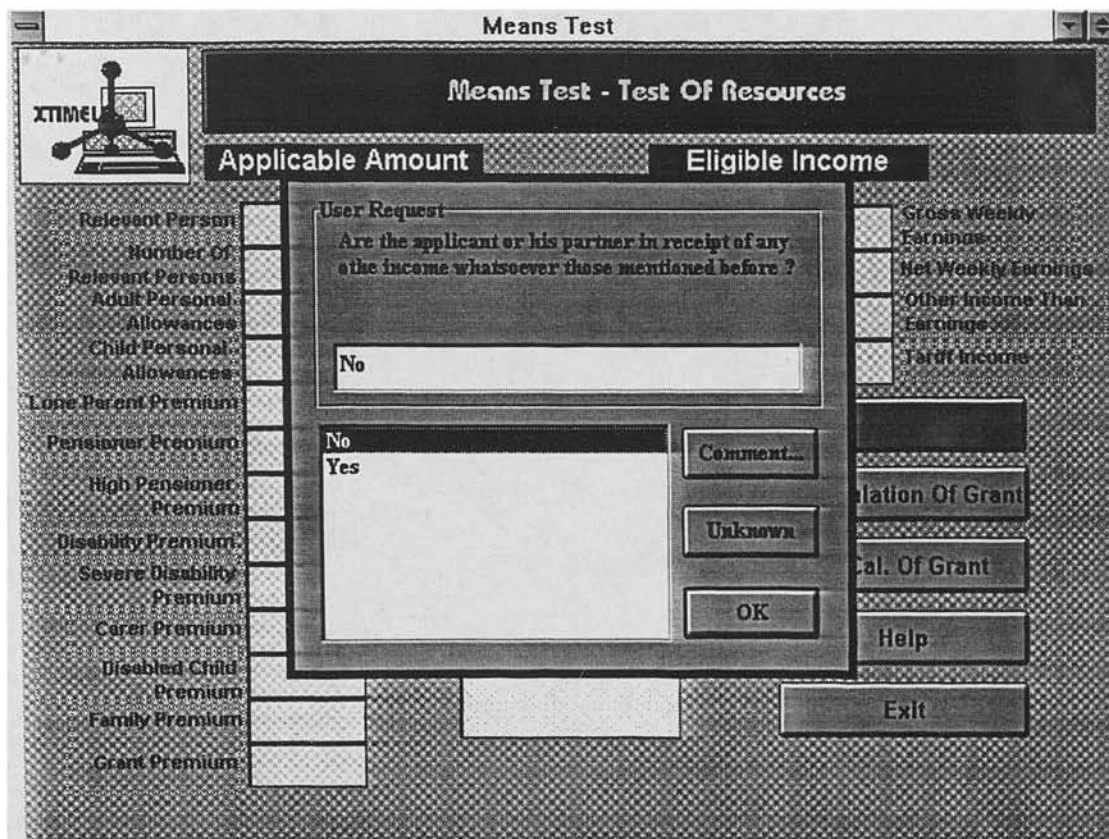 Means Test
XTIMEL
Means Test - Test Of Resources
Applicable Amount
Eligible Income
Relevant Person
Number Of
Relevant Persons
Adult Personal
Allowances
Child Personal
Allowances
Lone Parent Premium
Pensioner Premium
High Pensioner
Premium
Disability Premium
Severe Disability
Premium
Carer Premium
Disabled Child
Premium
Family Premium
Grant Premium
User Request
Are the applicant or his partner in receipt of any
othe income whatsoever those mentioned before ?
No
No
Yes
Comment...
Unknown
OK
Gross Weekly
Earnings
Net Weekly Earnings
Other Income Than
Earnings
Tariff Income
lation Of Grant
Cal. Of Grant
Help
Exit